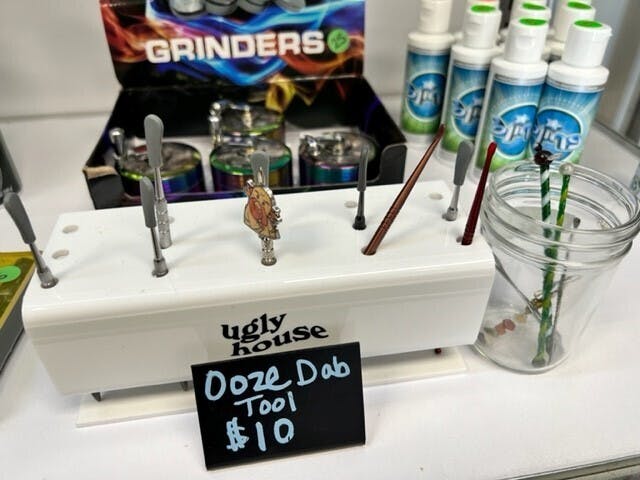 GRINDERS
ugly
house
Ooze Dab
Tool
$10